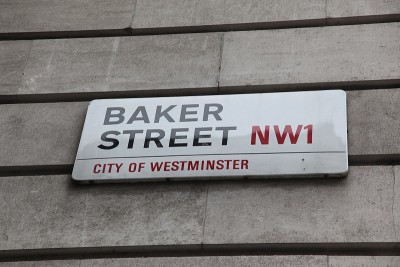 BAKER
STREET NW1
CITY OF WESTMINSTER